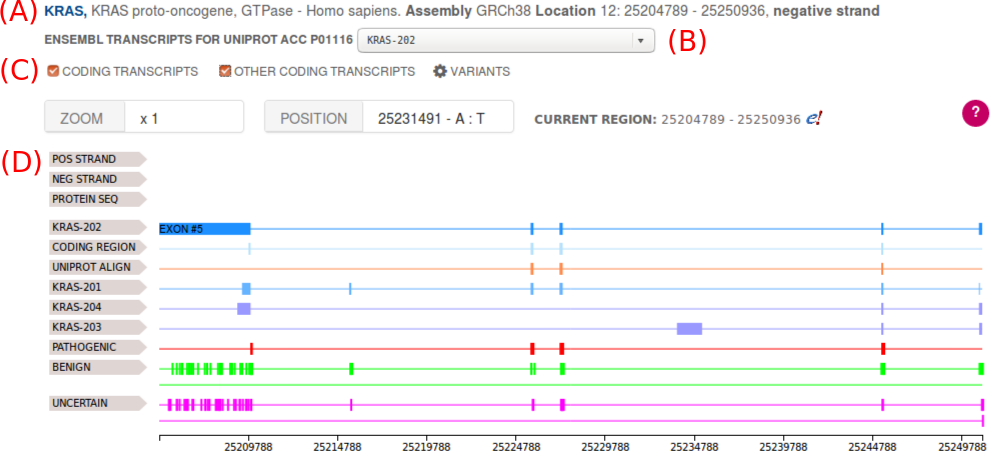 (A) KRAS, KRAS proto-oncogene, GTPase - Homo sapiens. Assembly GRCh38 Location 12: 25204789 - 25250936, negative strand
ENSEMBL TRANSCRIPTS FOR UNIPROT ACC P01116 KRAS-202 (B)
(C) CODING TRANSCRIPTS OTHER CODING TRANSCRIPTS VARIANTS
ZOOM x 1 POSITION 25231491 - A : T CURRENT REGION: 25204789 - 25250936 e! ?
(D) POS STRAND
NEG STRAND
PROTEIN SEQ
KRAS-202 EXON #5
CODING REGION
UNIPROT ALIGN
KRAS-201
KRAS-204
KRAS-203
PATHOGENIC
BENIGN
UNCERTAIN
25209788 25214788 25219788 25224788 25229788 25234788 25239788 25244788 25249788